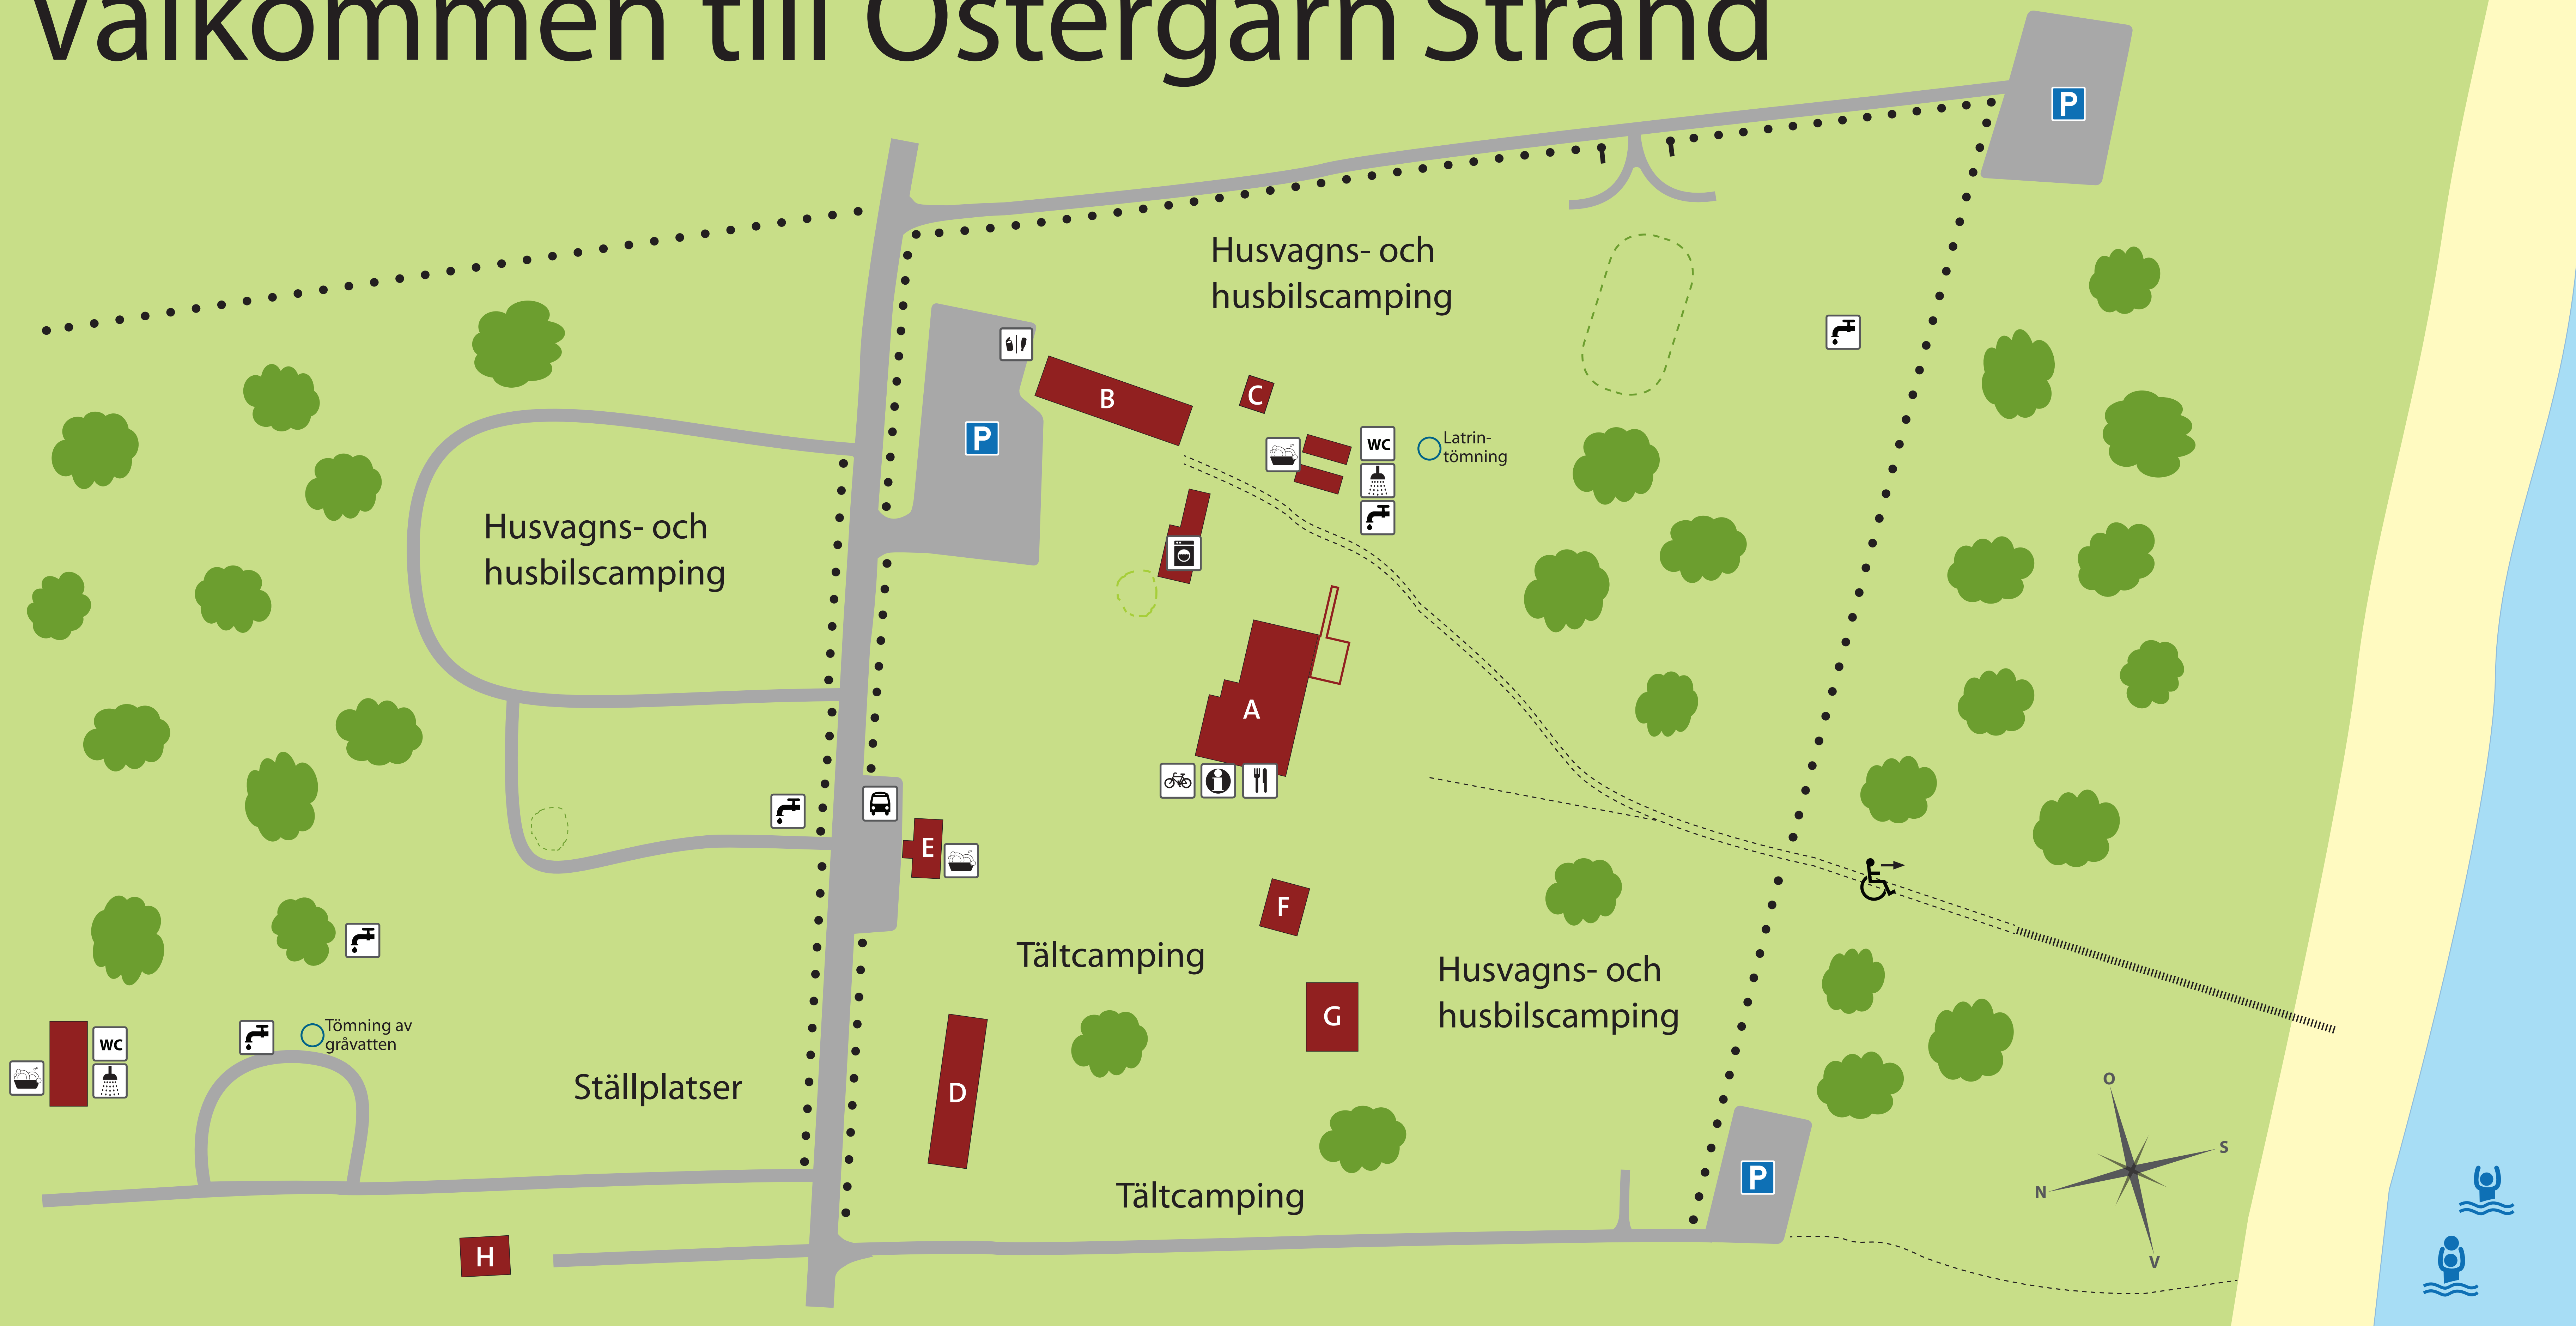 Välkommen till Östergarn Strand
P
Husvagns- och
husbilscamping
B
C
P
WC
Latrin-
tömning
Husvagns- och
husbilscamping
A
E
F
Tältcamping
Husvagns- och
husbilscamping
G
WC
Tömning av
gråvatten
Ställplatser
D
Tältcamping
P
H
O
S
N
V